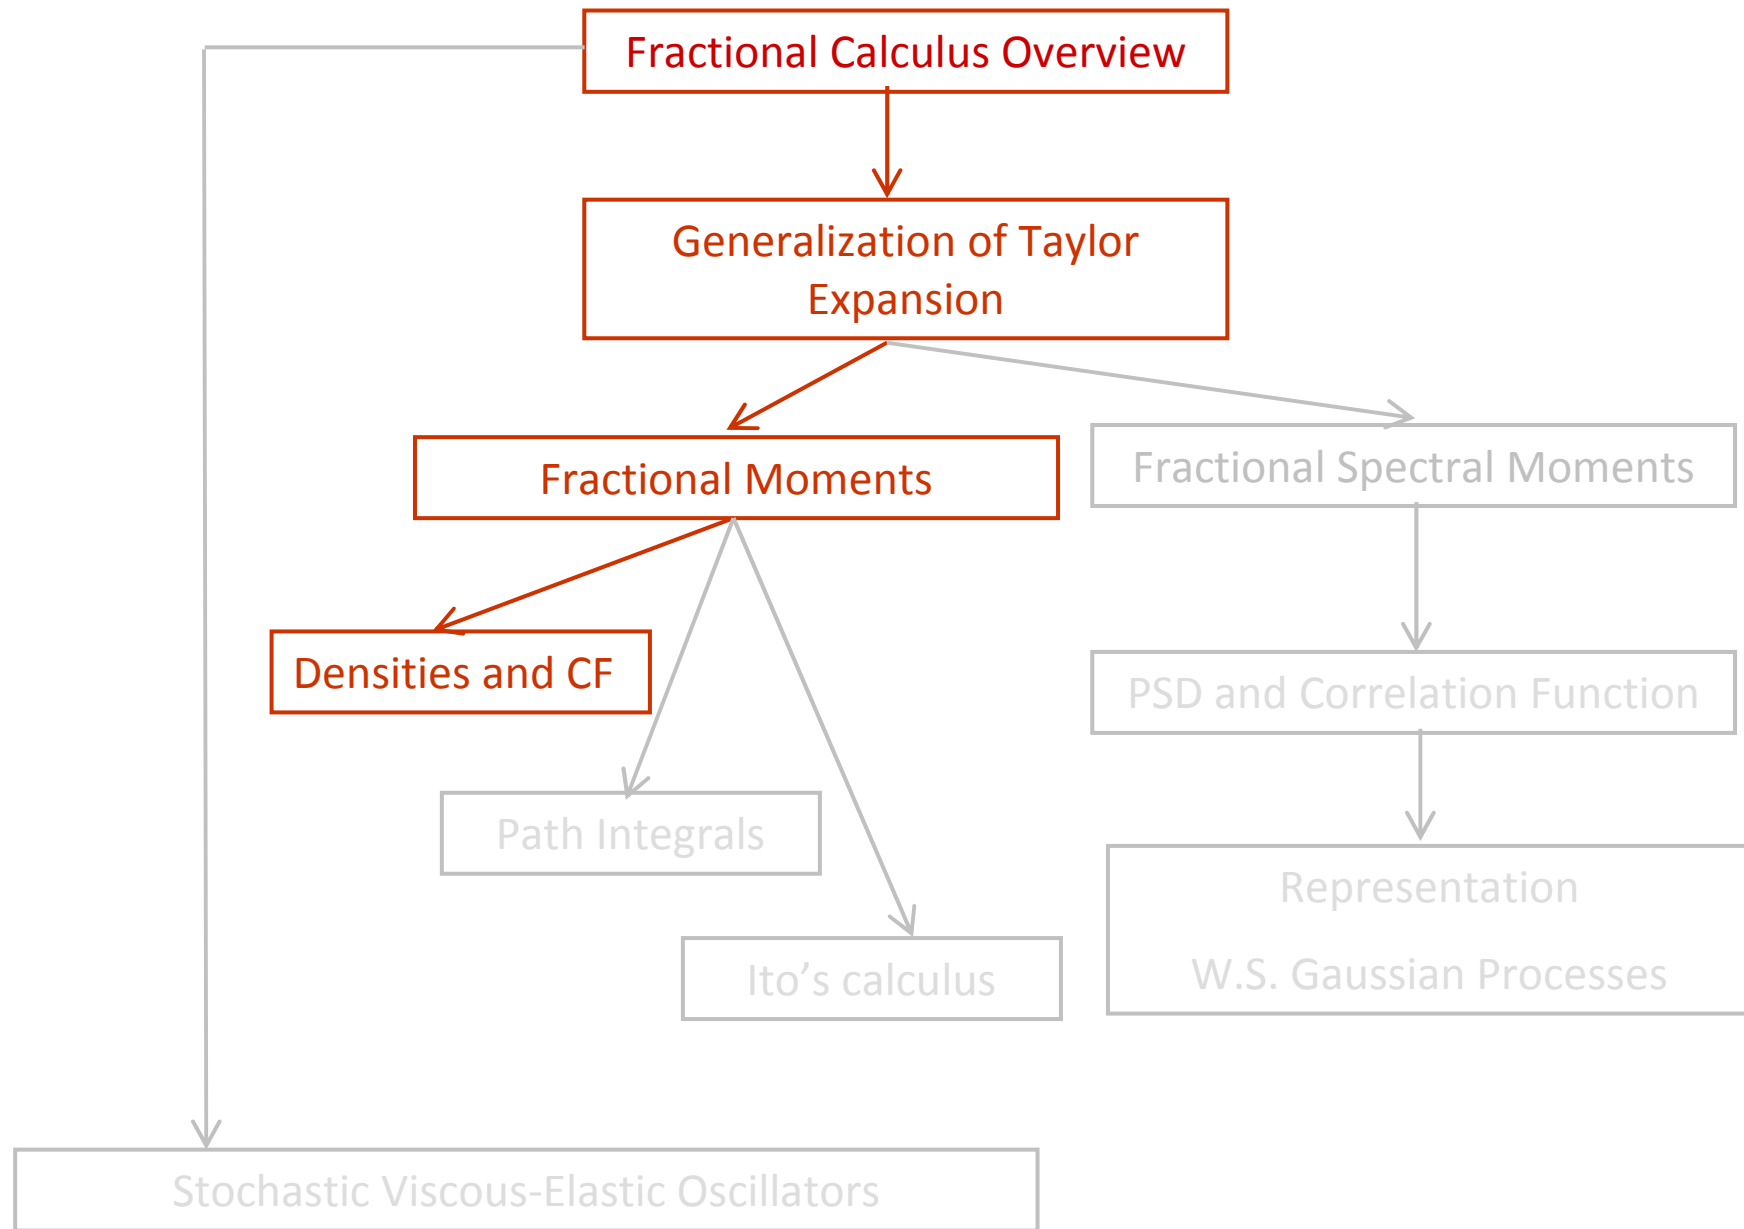 Fractional Calculus Overview
Generalization of Taylor
Expansion
Fractional Moments
Fractional Spectral Moments
Densities and CF
PSD and Correlation Function
Path Integrals
Representation
Ito’s calculus
W.S. Gaussian Processes
Stochastic Viscous-Elastic Oscillators